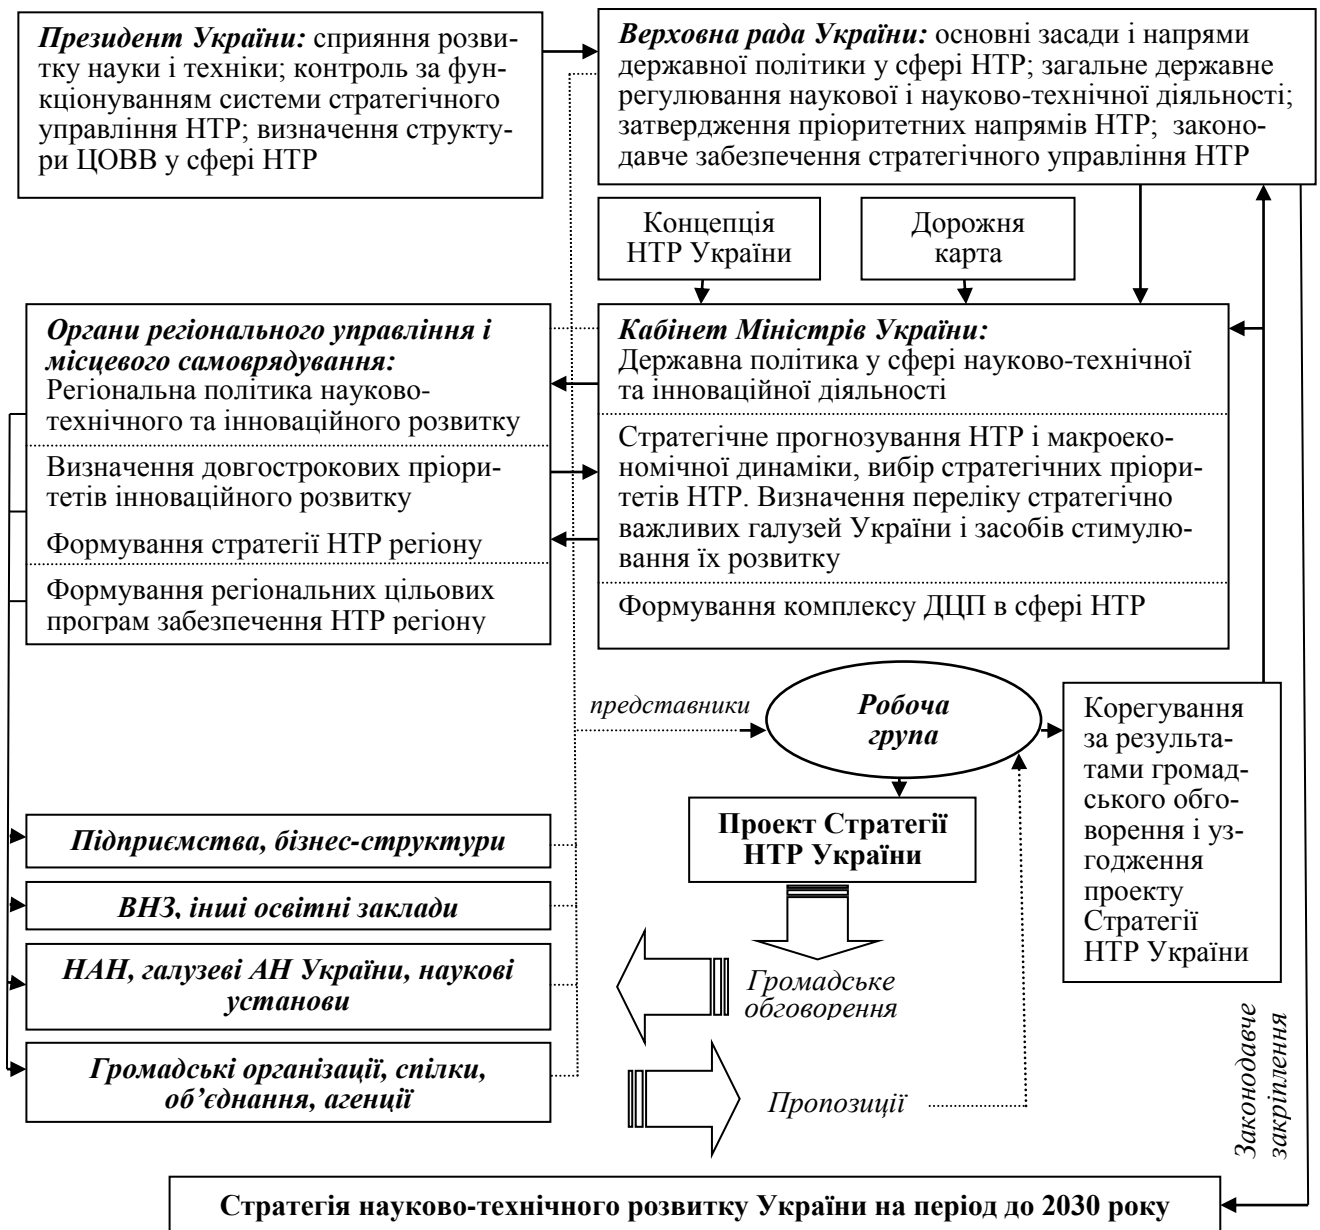 Президент України: сприяння розви-
тку науки і техніки; контроль за фун-
кціонуванням системи стратегічного
управління НТР; визначення структу-
ри ЦОВВ у сфері НТР
Верховна рада України: основні засади і напрями
державної політики у сфері НТР; загальне державне
регулювання наукової і науково-технічної діяльності;
затвердження пріоритетних напрямів НТР; законо-
давче забезпечення стратегічного управління НТР
Концепція
НТР України
Дорожня
карта
Органи регіонального управління і
місцевого самоврядування:
Регіональна політика науково-
технічного та інноваційного розвитку
Визначення довгострокових пріори-
тетів інноваційного розвитку
Формування стратегії НТР регіону
Формування регіональних цільових
програм забезпечення НТР регіону
Кабінет Міністрів України:
Державна політика у сфері науково-технічної
та інноваційної діяльності
Стратегічне прогнозування НТР і макроеко-
номічної динаміки, вибір стратегічних пріори-
тетів НТР. Визначення переліку стратегічно
важливих галузей України і засобів стимулю-
вання їх розвитку
Формування комплексу ДЦП в сфері НТР
представники
Робоча
група
Корегування
за результа-
тами громад-
ського обго-
ворення і уз-
годження
проекту
Стратегії
НТР України
Проект Стратегії
НТР України
Підприємства, бізнес-структури
ВНЗ, інші освітні заклади
НАН, галузеві АН України, наукові
установи
Громадські організації, спілки,
об’єднання, агенції
Громадське
обговорення
Пропозиції
Законодавче
закріплення
Стратегія науково-технічного розвитку України на період до 2030 року